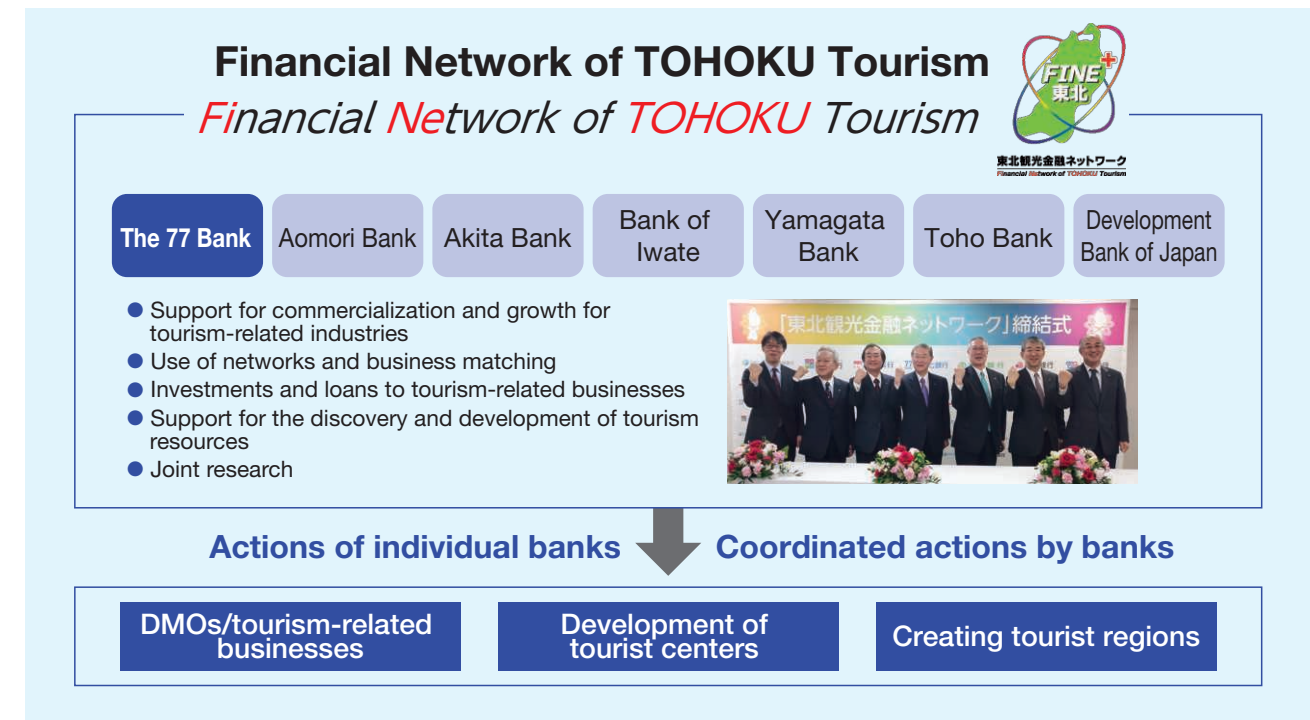 Financial Network of TOHOKU Tourism
Financial Network of TOHOKU Tourism
FINE+
東北
東北観光金融ネットワーク
Financial Network of TOHOKU Tourism
The 77 Bank
Aomori Bank
Akita Bank
Bank of
Iwate
Yamagata
Bank
Toho Bank
Development
Bank of Japan
● Support for commercialization and growth for
tourism-related industries
● Use of networks and business matching
● Investments and loans to tourism-related businesses
● Support for the discovery and development of tourism
resources
● Joint research
「東北観光金融ネットワーク」締結式
Actions of individual banks
Coordinated actions by banks
DMOs/tourism-related
businesses
Development of
tourist centers
Creating tourist regions